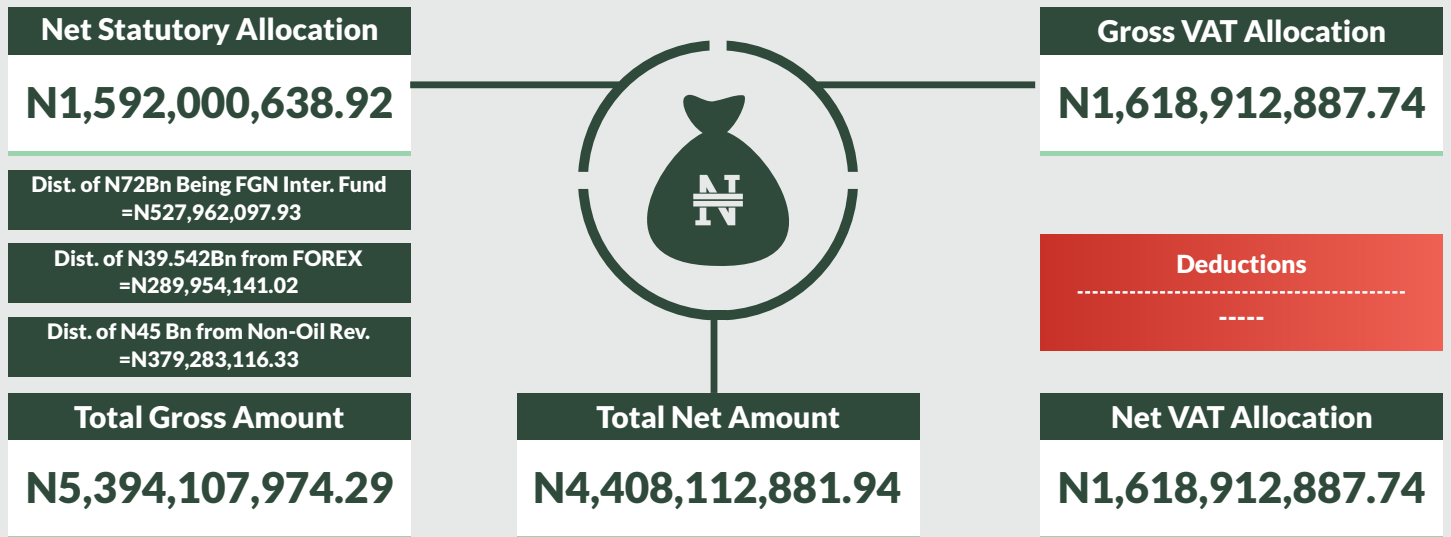 Net Statutory Allocation
N1,592,000,638.92
Dist. of N72Bn Being FGN Inter. Fund
=N527,962,097.93
Dist. of N39.542Bn from FOREX
=N289,954,141.02
Dist. of N45 Bn from Non-Oil Rev.
=N379,283,116.33
Total Gross Amount
N5,394,107,974.29
₦
Total Net Amount
N4,408,112,881.94
Gross VAT Allocation
N1,618,912,887.74
Deductions
--------------------------------------------
-----
Net VAT Allocation
N1,618,912,887.74